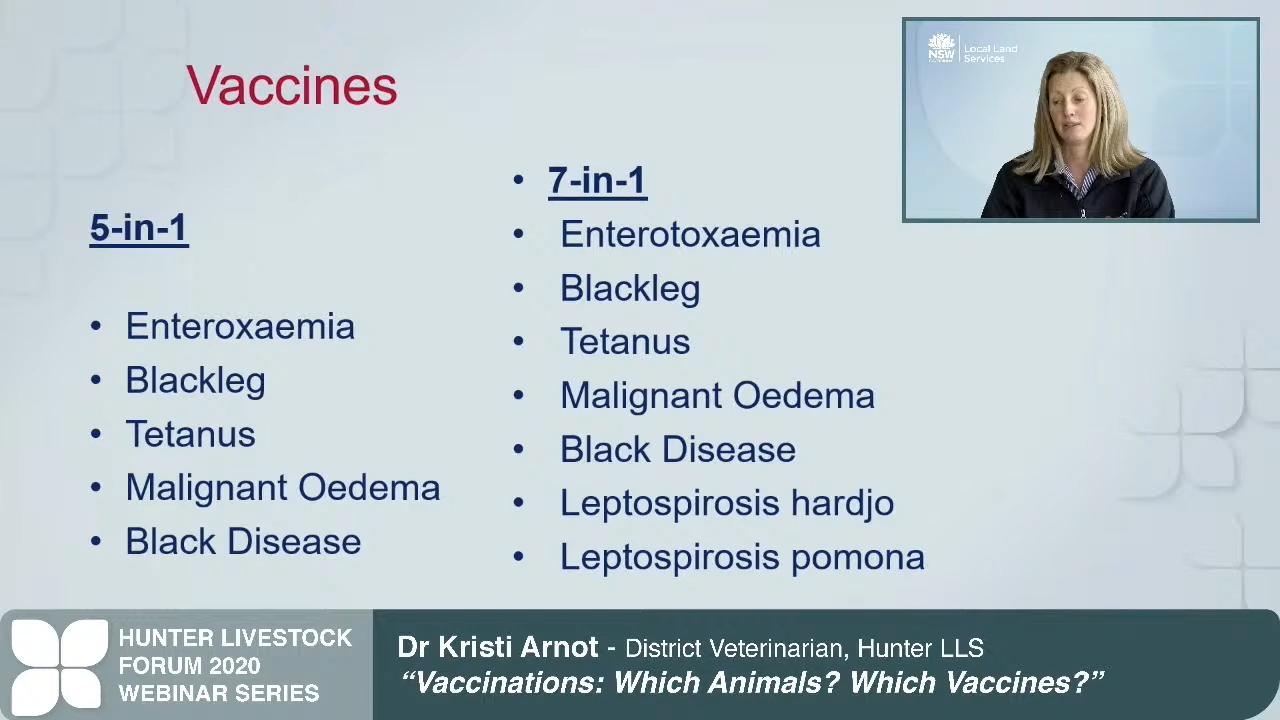 Vaccines
5-in-1
• Enteroxaemia
• Blackleg
• Tetanus
• Malignant Oedema
• Black Disease
• 7-in-1
• Enterotoxaemia
• Blackleg
• Tetanus
• Malignant Oedema
• Black Disease
• Leptospirosis hardjo
• Leptospirosis pomona
NSW
Local Land
Services
HUNTER LIVESTOCK
FORUM 2020
WEBINAR SERIES
Dr Kristi Arnot - District Veterinarian, Hunter LLS
“Vaccinations: Which Animals? Which Vaccines?”